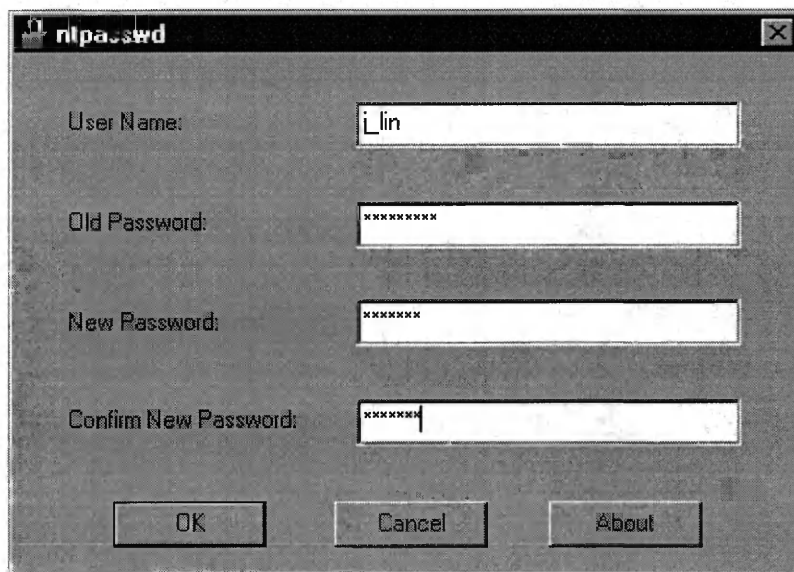 ntpasswd
User Name: j_lin
Old Password: *********
New Password: *******
Confirm New Password: *******
OK Cancel About